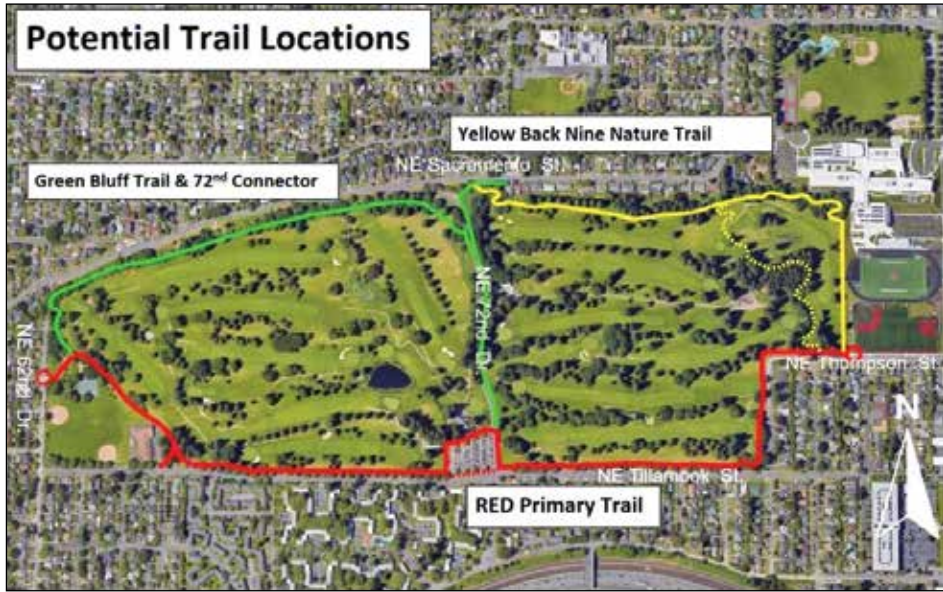 Potential Trail Locations
Yellow Back Nine Nature Trail
NE Sacramento St.
Green Bluff Trail & 72nd Connector
NE 72nd Dr
NE 62nd Dr
NE Thompson St
N
NE Tillamook St.
RED Primary Trail